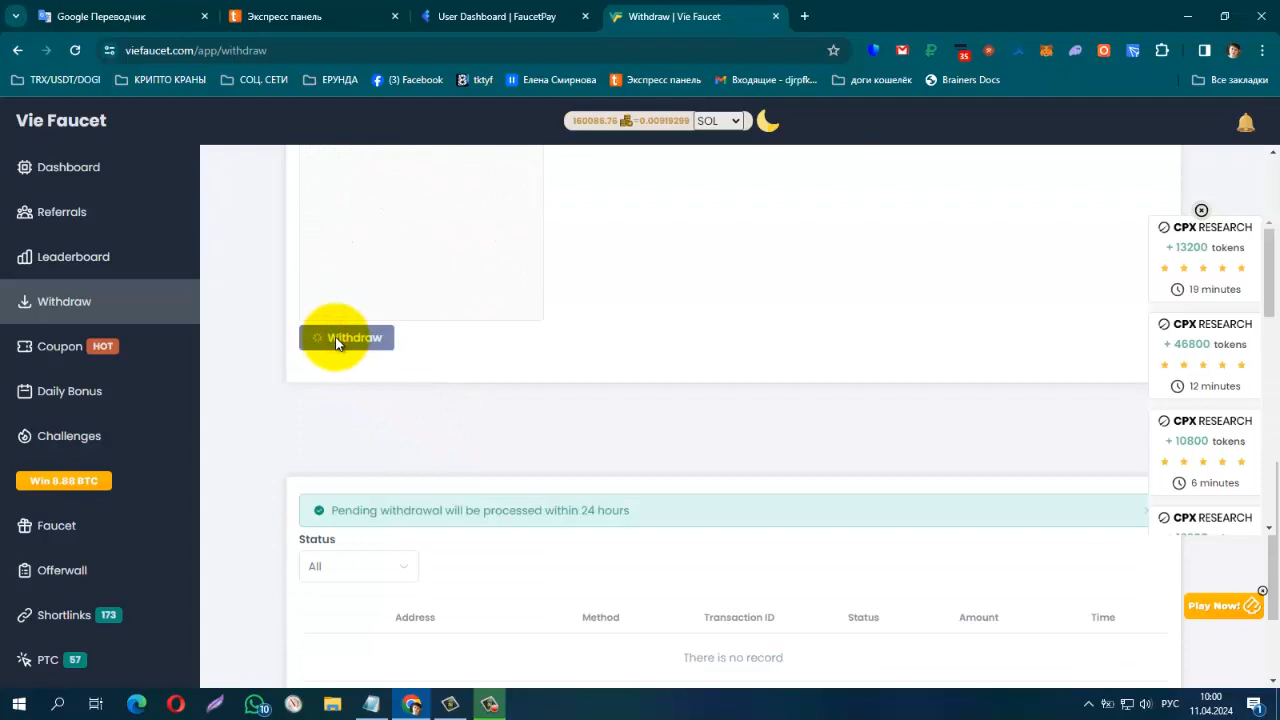 Google Переводчик
Экспресс панель
User Dashboard | FaucetPay
Withdraw | Vie Faucet
viefaucet.com/app/withdraw
35
TRX/USDT/DOGI
КРИПТО КРАНЫ
СОЦ. СЕТИ
ЕРУНДА
(3) Facebook
tktyf
Елена Смирнова
Экспресс панель
Входящие - djrpfk...
доги кошелёк
Brainers Docs
Все закладки
Vie Faucet
160086.76 =0.00919299 SOL
Dashboard
Referrals
Leaderboard
Withdraw
Coupon HOT
Daily Bonus
Challenges
Win 8.88 BTC
Faucet
Offerwall
Shortlinks 173
PTC 57
Withdraw
Pending withdrawal will be processed within 24 hours
Status
All
Address Method Transaction ID Status Amount Time
There is no record
CPX RESEARCH
+ 13200 tokens
19 minutes
CPX RESEARCH
+ 46800 tokens
12 minutes
CPX RESEARCH
+ 10800 tokens
6 minutes
CPX RESEARCH
Play Now!
10
РУС
10:00
11.04.2024
1